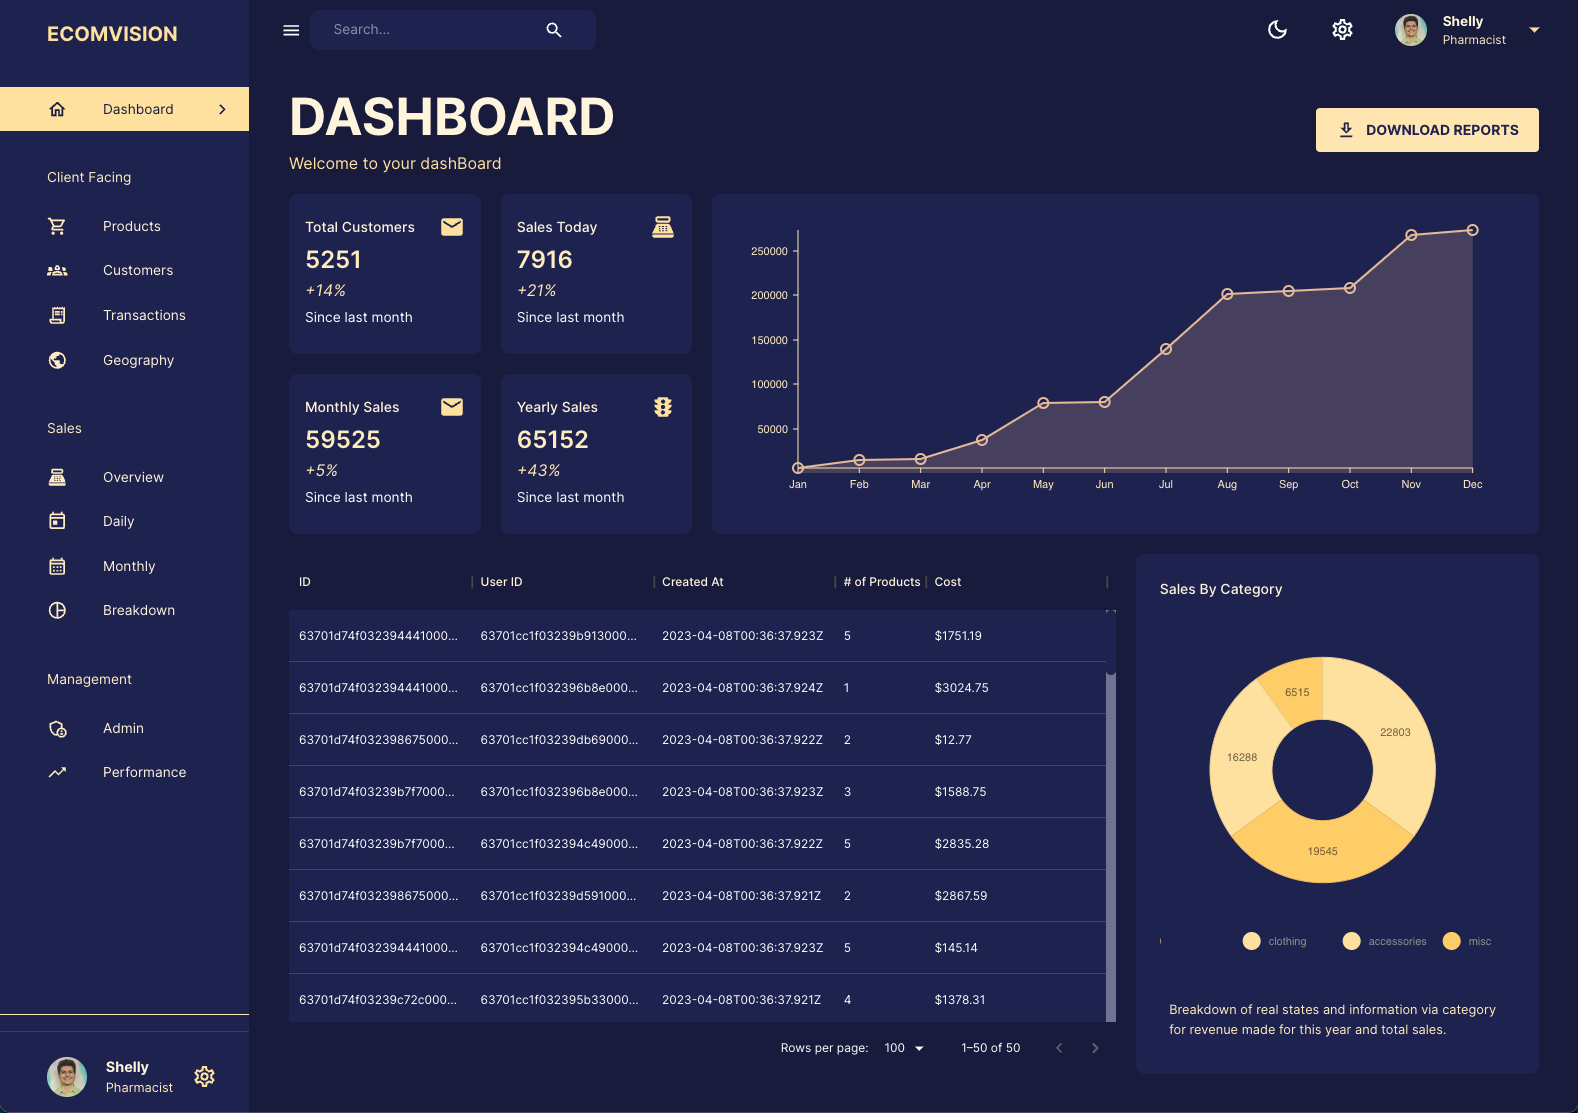 ECOMVISION
Search...
Shelly
Pharmacist
Dashboard
Client Facing
Products
Customers
Transactions
Geography
Sales
Overview
Daily
Monthly
Breakdown
Management
Admin
Performance
Shelly
Pharmacist
DASHBOARD
Welcome to your dashBoard
DOWNLOAD REPORTS
Total Customers
5251
+14%
Since last month
Sales Today
7916
+21%
Since last month
Monthly Sales
59525
+5%
Since last month
Yearly Sales
65152
+43%
Since last month
250000
200000
150000
100000
50000
Jan Feb Mar Apr May Jun Jul Aug Sep Oct Nov Dec
ID User ID Created At # of Products Cost
63701d74f032394441000... 63701cc1f03239b913000... 2023-04-08T00:36:37.923Z 5 $1751.19
63701d74f032394441000... 63701cc1f032396b8e000... 2023-04-08T00:36:37.924Z 1 $3024.75
63701d74f032398675000... 63701cc1f03239db69000... 2023-04-08T00:36:37.922Z 2 $12.77
63701d74f03239b7f7000... 63701cc1f032396b8e000... 2023-04-08T00:36:37.923Z 3 $1588.75
63701d74f03239b7f7000... 63701cc1f032394c49000... 2023-04-08T00:36:37.922Z 5 $2835.28
63701d74f032398675000... 63701cc1f03239d591000... 2023-04-08T00:36:37.921Z 2 $2867.59
63701d74f032394441000... 63701cc1f032394c49000... 2023-04-08T00:36:37.923Z 5 $145.14
63701d74f03239c72c000... 63701cc1f032395b33000... 2023-04-08T00:36:37.921Z 4 $1378.31
Rows per page: 100 1–50 of 50
Sales By Category
6515
22803
16288
19545
clothing accessories misc
Breakdown of real states and information via category
for revenue made for this year and total sales.